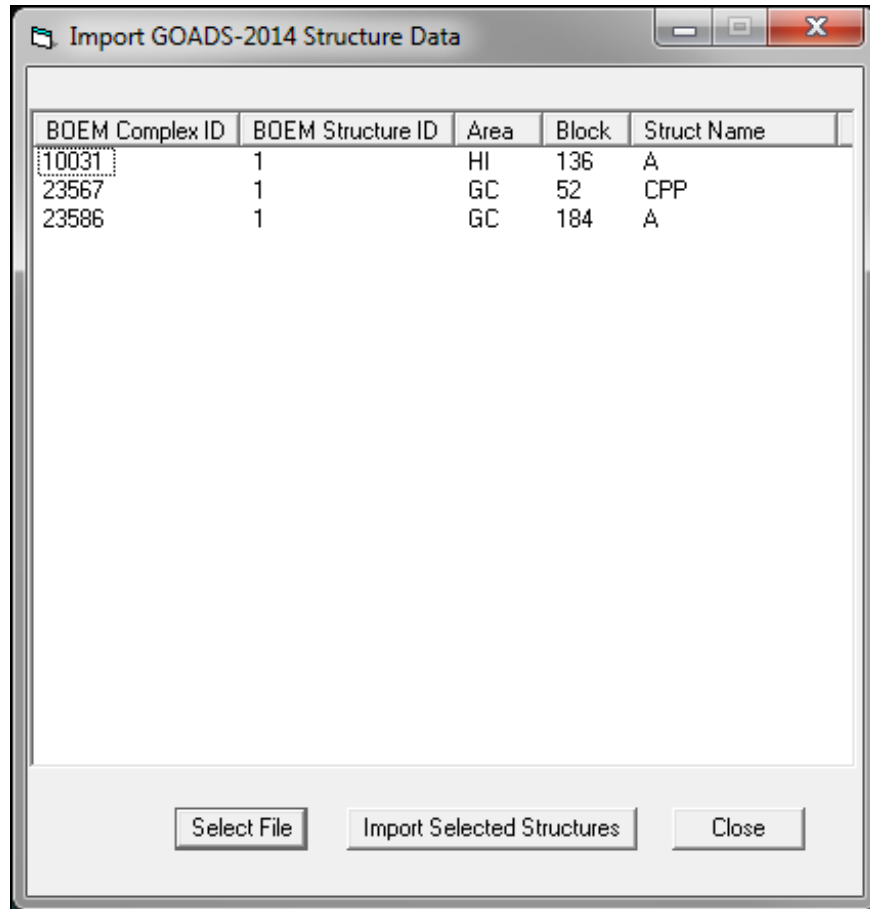 Import GOADS-2014 Structure Data
BOEM Complex ID BOEM Structure ID Area Block Struct Name
10031 1 HI 136 A
23567 1 GC 52 CPP
23586 1 GC 184 A
Select File Import Selected Structures Close